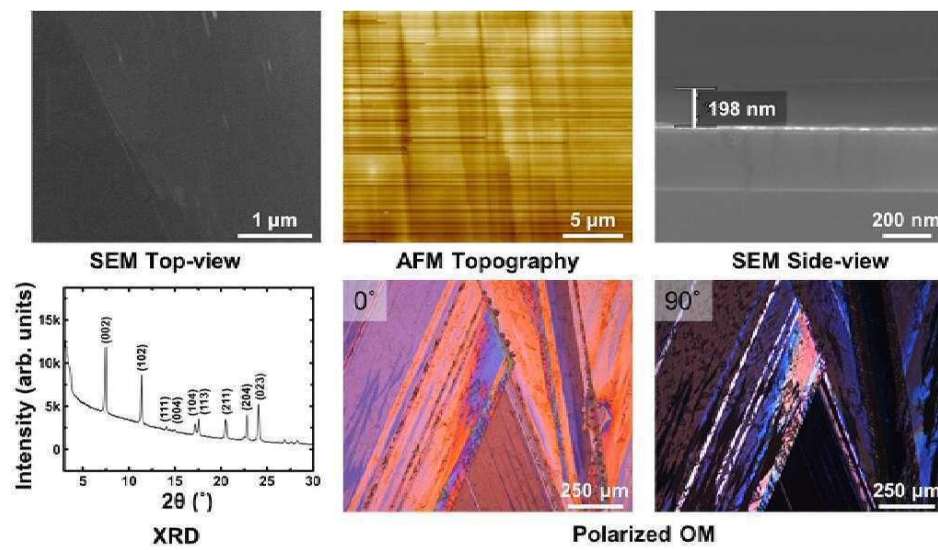 1 µm
SEM Top-view
5 µm
AFM Topography
198 nm
200 nm
SEM Side-view
Intensity (arb. units)
15k
10k
5k
0
(002)
(102)
(111)
(004)
(104)
(113)
(211)
(204)
(023)
5 10 15 20 25 30
2θ (˚)
XRD
0˚
250 µm
90˚
250 µm
Polarized OM